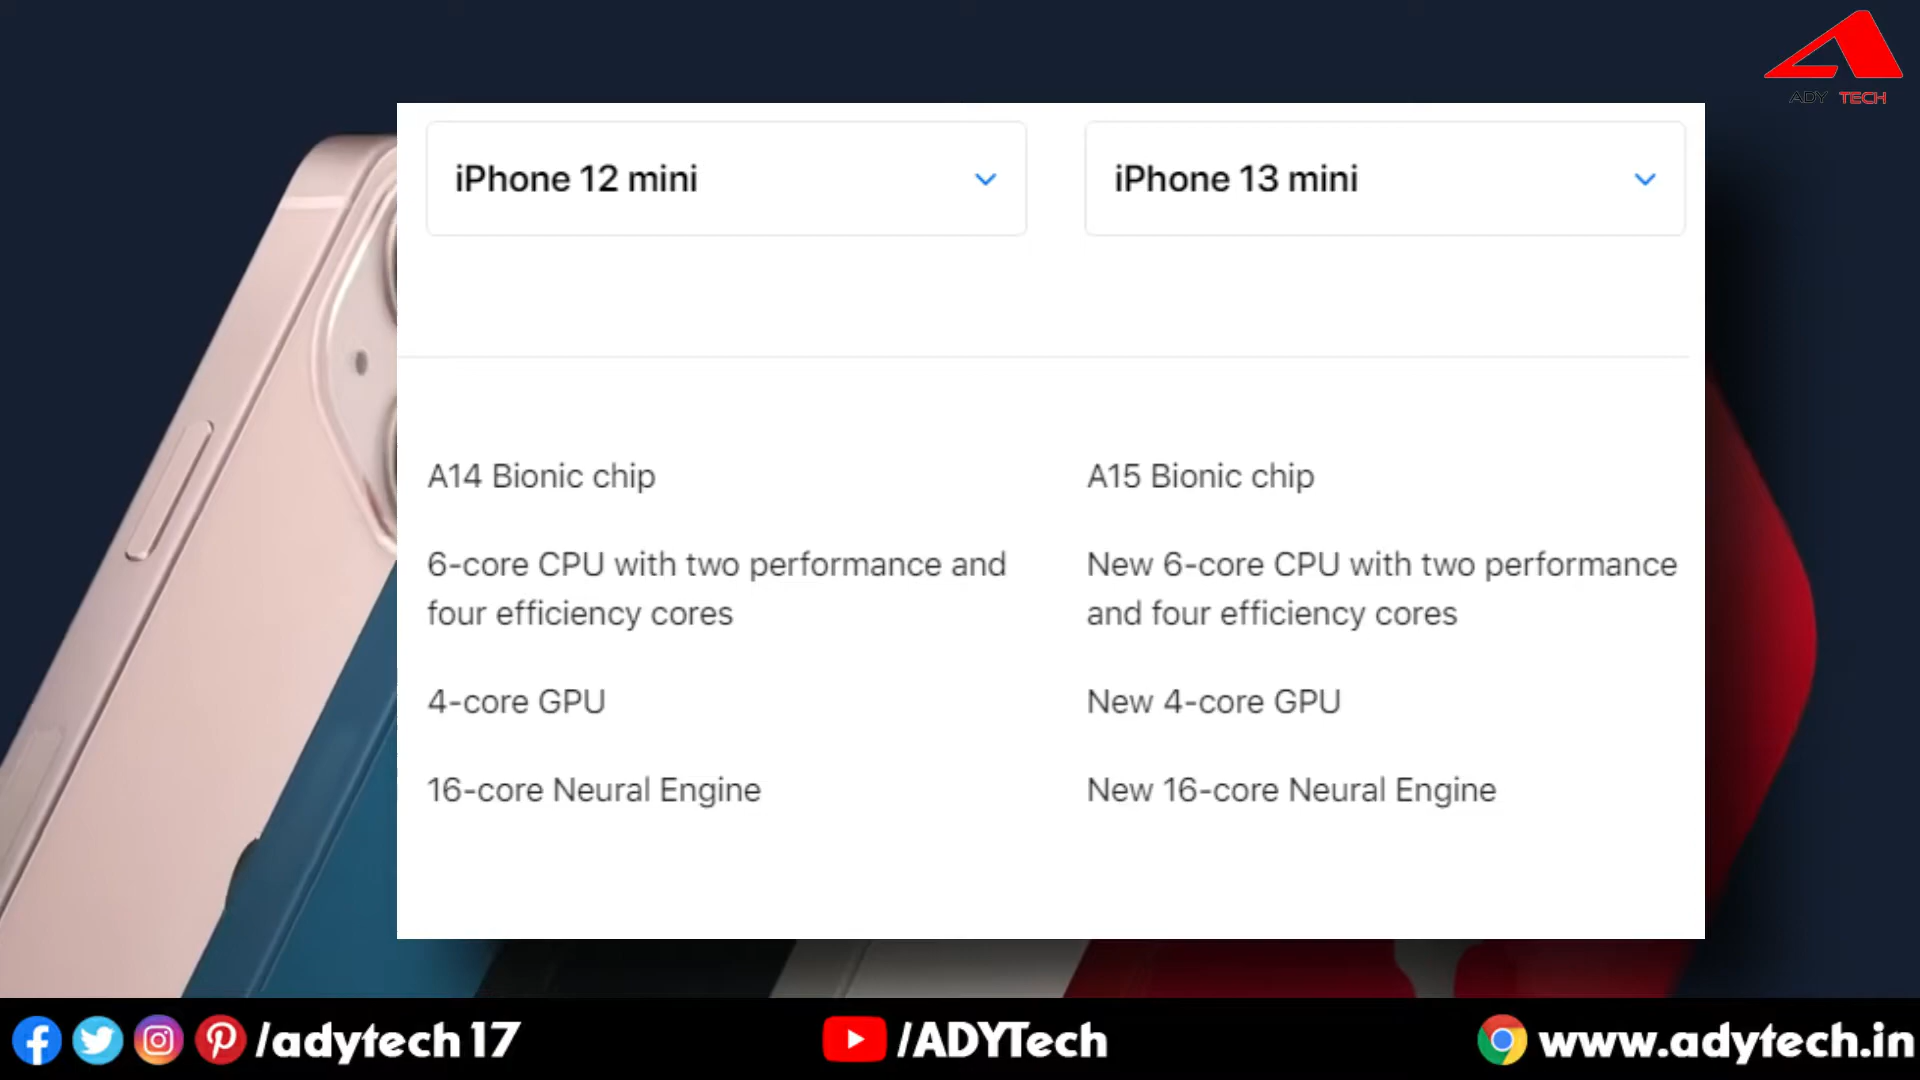 ADY TECH
iPhone 12 mini
iPhone 13 mini
A14 Bionic chip
A15 Bionic chip
6-core CPU with two performance and
four efficiency cores
New 6-core CPU with two performance
and four efficiency cores
4-core GPU
New 4-core GPU
16-core Neural Engine
New 16-core Neural Engine
/adytech17
/ADYTech
www.adytech.in